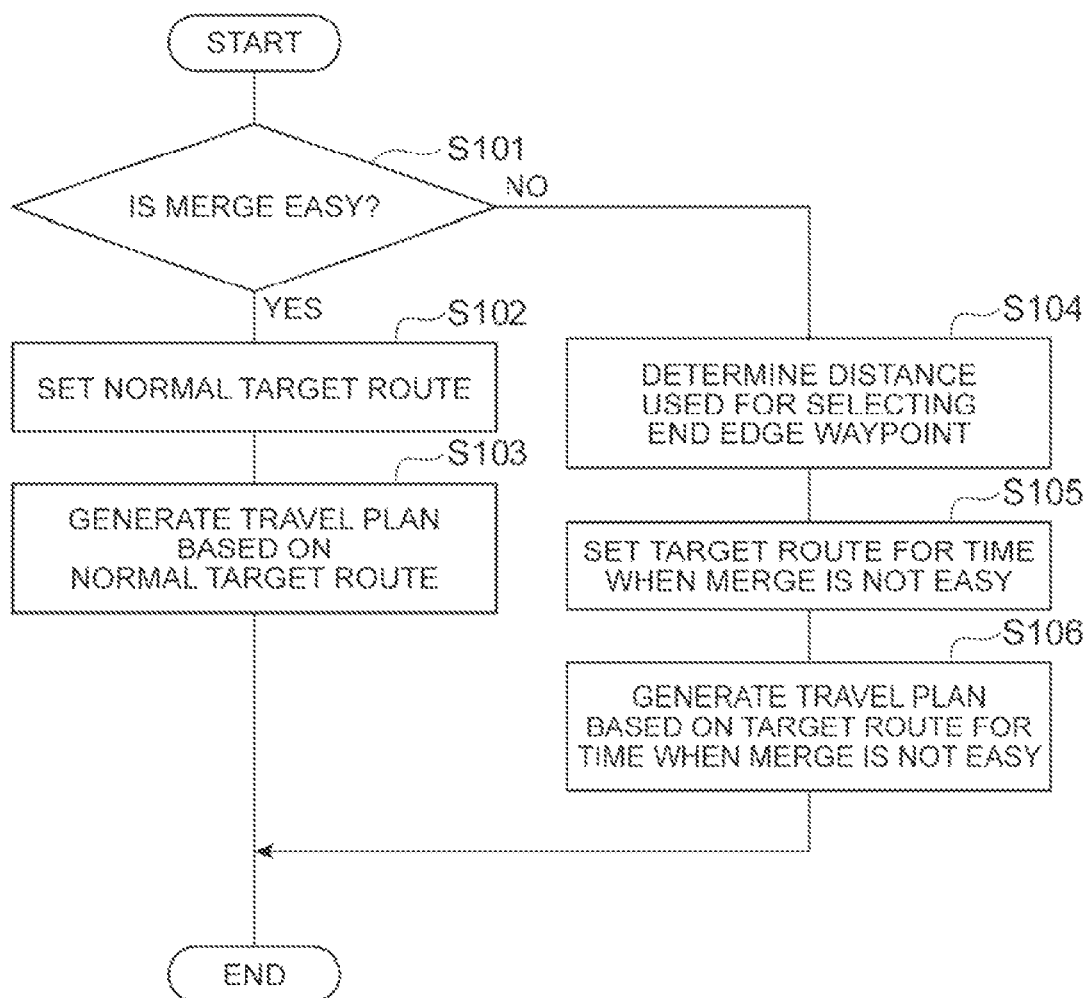 START
S101
IS MERGE EASY?
NO
YES
S102
SET NORMAL TARGET ROUTE
S103
GENERATE TRAVEL PLAN
BASED ON
NORMAL TARGET ROUTE
S104
DETERMINE DISTANCE
USED FOR SELECTING
END EDGE WAYPOINT
S105
SET TARGET ROUTE FOR TIME
WHEN MERGE IS NOT EASY
S106
GENERATE TRAVEL PLAN
BASED ON TARGET ROUTE FOR
TIME WHEN MERGE IS NOT EASY
END